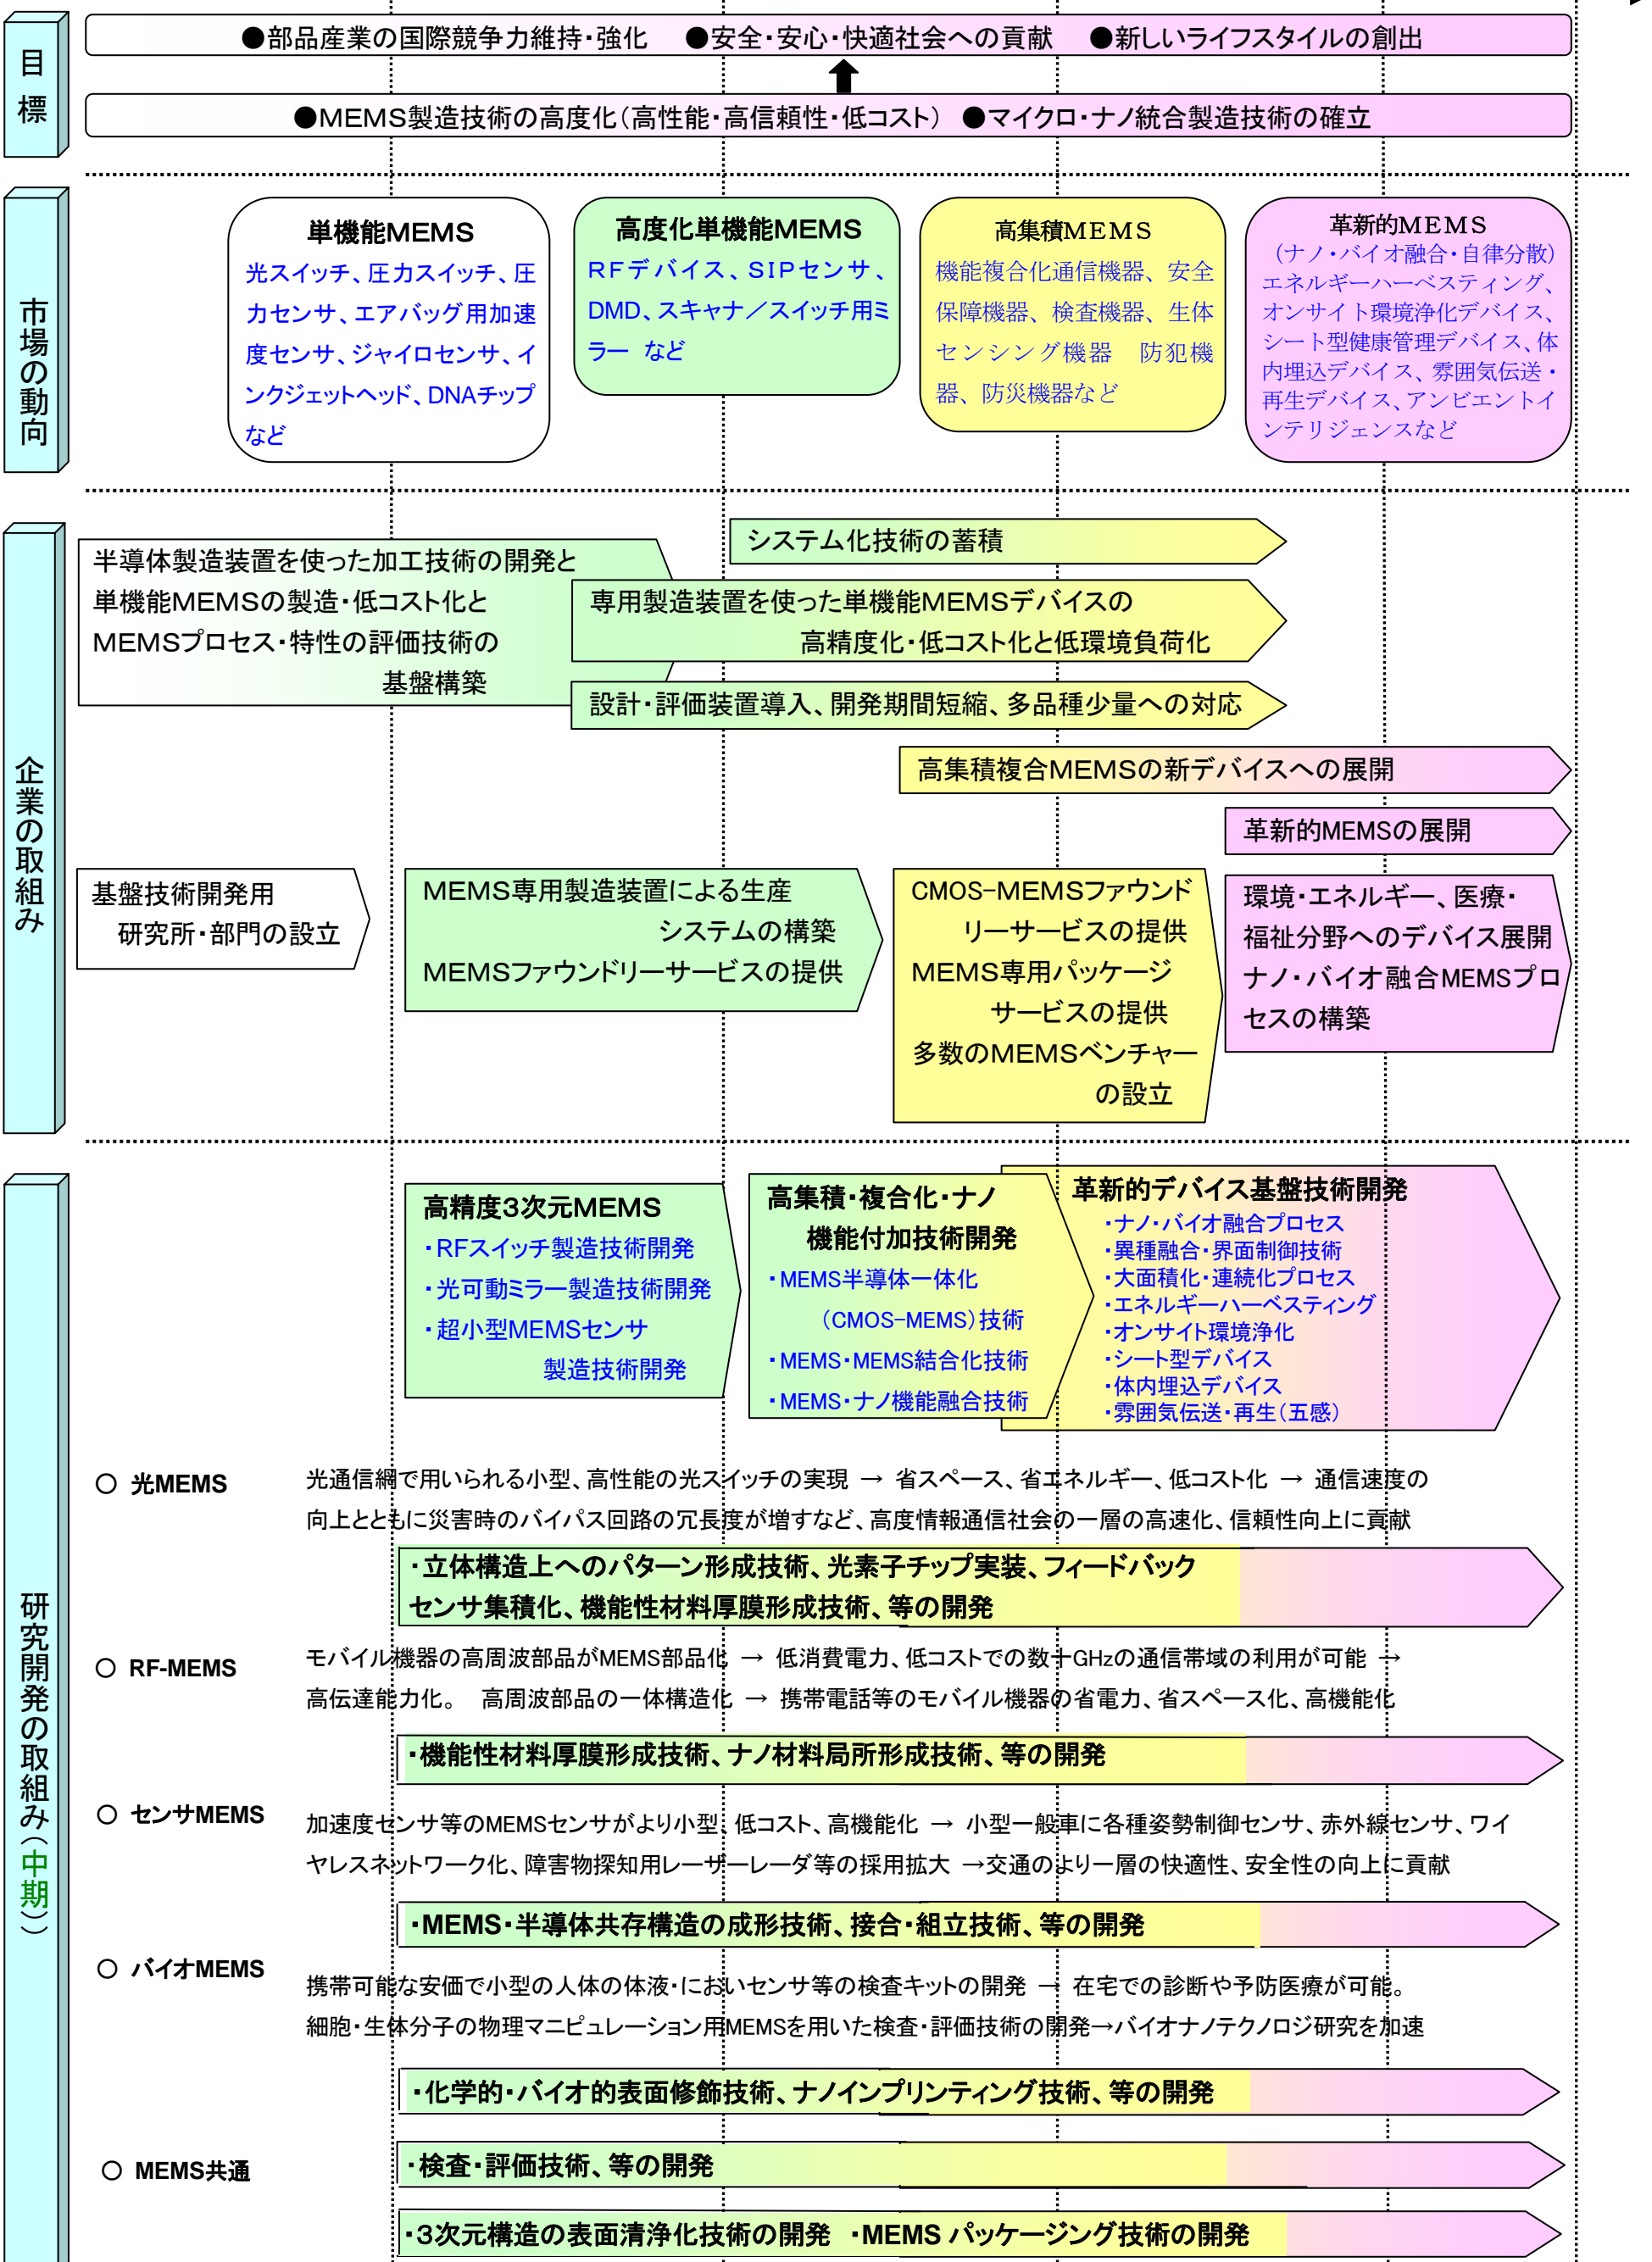 目標
●部品産業の国際競争力維持・強化　●安全・安心・快適社会への貢献　●新しいライフスタイルの創出
●MEMS製造技術の高度化(高性能・高信頼性・低コスト)　●マイクロ・ナノ統合製造技術の確立
市場の動向
単機能MEMS
光スイッチ、圧力スイッチ、圧
力センサ、エアバッグ用加速
度センサ、ジャイロセンサ、イ
ンクジェットヘッド、DNAチップ
など
高度化単機能MEMS
RFデバイス、SIPセンサ、
DMD、スキャナ／スイッチ用ミ
ラー など
高集積MEMS
機能複合化通信機器、安全
保障機器、検査機器、生体
センシング機器　防犯機
器、防災機器など
革新的MEMS
(ナノ・バイオ融合・自律分散)
エネルギーハーベスティング、
オンサイト環境浄化デバイス、
シート型健康管理デバイス、体
内埋込デバイス、雰囲気伝送・
再生デバイス、アンビエントイ
ンテリジェンスなど
企業の取組み
システム化技術の蓄積
半導体製造装置を使った加工技術の開発と
単機能MEMSの製造・低コスト化と
MEMSプロセス・特性の評価技術の
基盤構築
専用製造装置を使った単機能MEMSデバイスの
高精度化・低コスト化と低環境負荷化
設計・評価装置導入、開発期間短縮、多品種少量への対応
高集積複合MEMSの新デバイスへの展開
革新的MEMSの展開
基盤技術開発用
研究所・部門の設立
MEMS専用製造装置による生産
システムの構築
MEMSファウンドリーサービスの提供
CMOS-MEMSファウンド
リーサービスの提供
MEMS専用パッケージ
サービスの提供
多数のMEMSベンチャー
の設立
環境・エネルギー、医療・
福祉分野へのデバイス展開
ナノ・バイオ融合MEMSプロ
セスの構築
研究開発の取組み(中期))
高精度3次元MEMS
・RFスイッチ製造技術開発
・光可動ミラー製造技術開発
・超小型MEMSセンサ
製造技術開発
高集積・複合化・ナノ
機能付加技術開発
・MEMS半導体一体化
(CMOS-MEMS)技術
・MEMS・MEMS結合化技術
・MEMS・ナノ機能融合技術
革新的デバイス基盤技術開発
・ナノ・バイオ融合プロセス
・異種融合・界面制御技術
・大面積化・連続化プロセス
・エネルギーハーベスティング
・オンサイト環境浄化
・シート型デバイス
・体内埋込デバイス
・雰囲気伝送・再生(五感)
○ 光MEMS
光通信網で用いられる小型、高性能の光スイッチの実現 → 省スペース、省エネルギー、低コスト化 → 通信速度の
向上とともに災害時のバイパス回路の冗長度が増すなど、高度情報通信社会の一層の高速化、信頼性向上に貢献
・立体構造上へのパターン形成技術、光素子チップ実装、フィードバック
センサ集積化、機能性材料厚膜形成技術、等の開発
○ RF-MEMS
モバイル機器の高周波部品がMEMS部品化 → 低消費電力、低コストでの数十GHzの通信帯域の利用が可能 →
高伝達能力化。　高周波部品の一体構造化 → 携帯電話等のモバイル機器の省電力、省スペース化、高機能化
・機能性材料厚膜形成技術、ナノ材料局所形成技術、等の開発
○ センサMEMS
加速度センサ等のMEMSセンサがより小型、低コスト、高機能化 → 小型一般車に各種姿勢制御センサ、赤外線センサ、ワイ
ヤレスネットワーク化、障害物探知用レーザーレーダ等の採用拡大 →交通のより一層の快適性、安全性の向上に貢献
・MEMS・半導体共存構造の成形技術、接合・組立技術、等の開発
○ バイオMEMS
携帯可能な安価で小型の人体の体液・においセンサ等の検査キットの開発 → 在宅での診断や予防医療が可能。
細胞・生体分子の物理マニピュレーション用MEMSを用いた検査・評価技術の開発→バイオナノテクノロジ研究を加速
・化学的・バイオ的表面修飾技術、ナノインプリンティング技術、等の開発
○ MEMS共通
・検査・評価技術、等の開発
・3次元構造の表面清浄化技術の開発　・MEMS パッケージング技術の開発